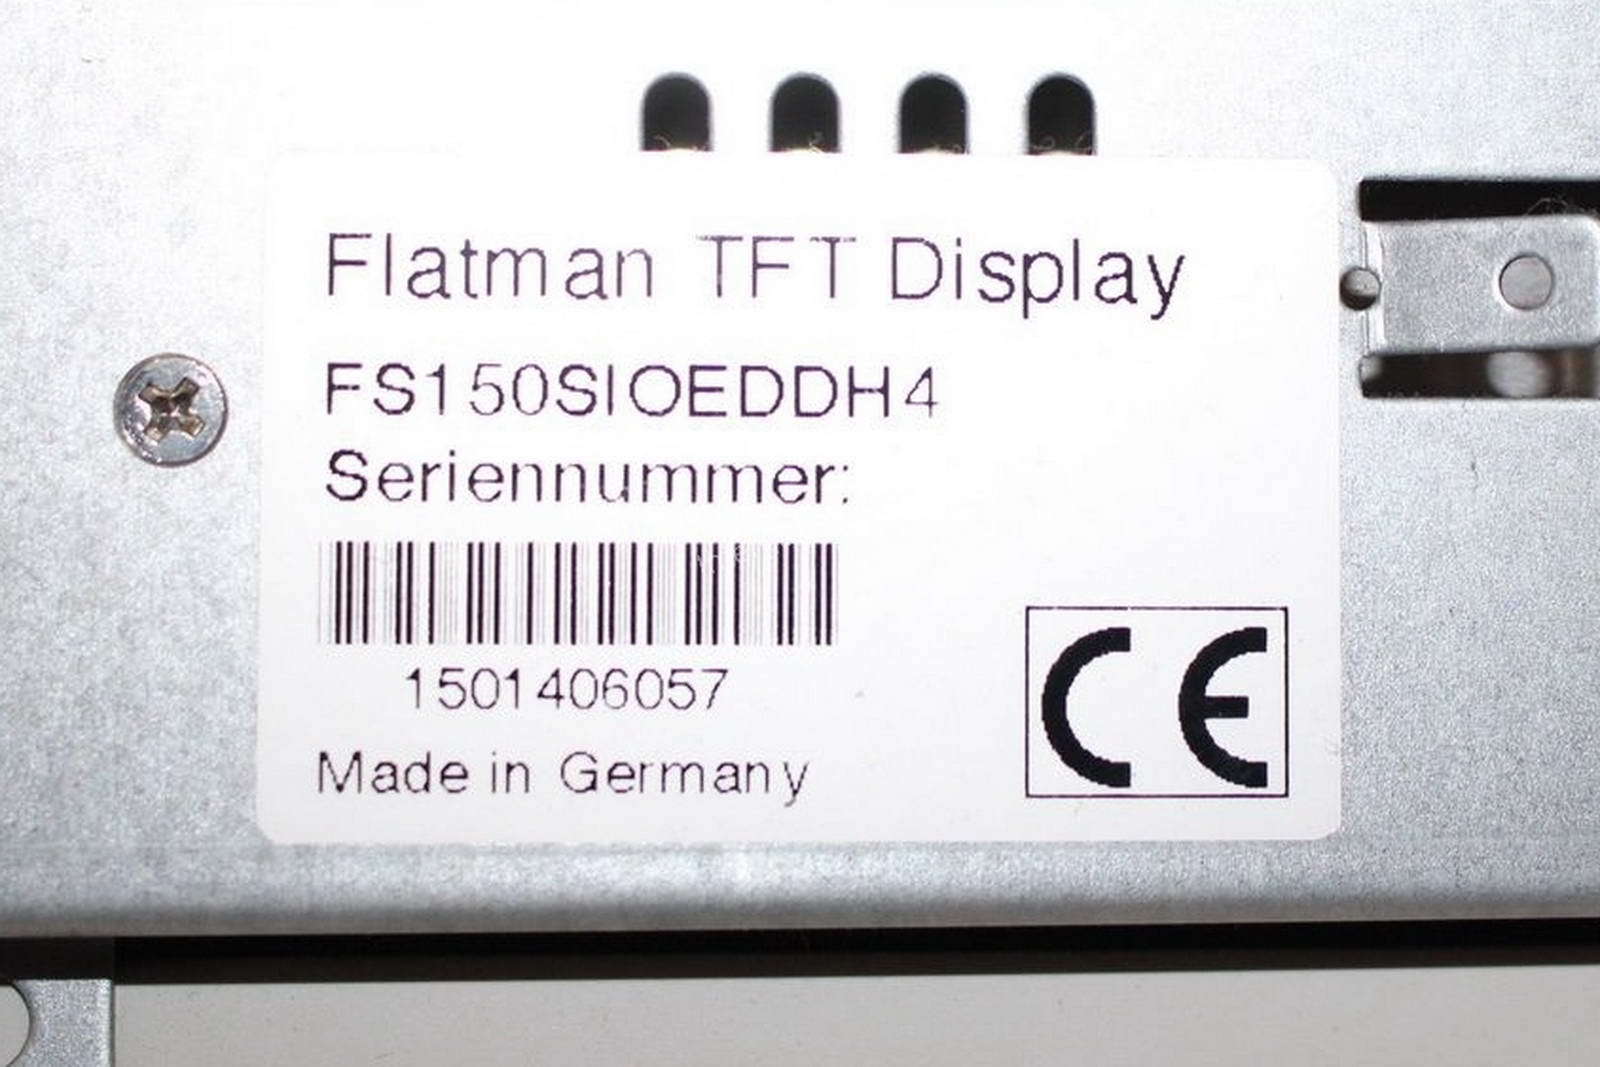 Flatman TFT Display
FS150SIOEDDH4
Seriennummer:
1501406057
Made in Germany
CE